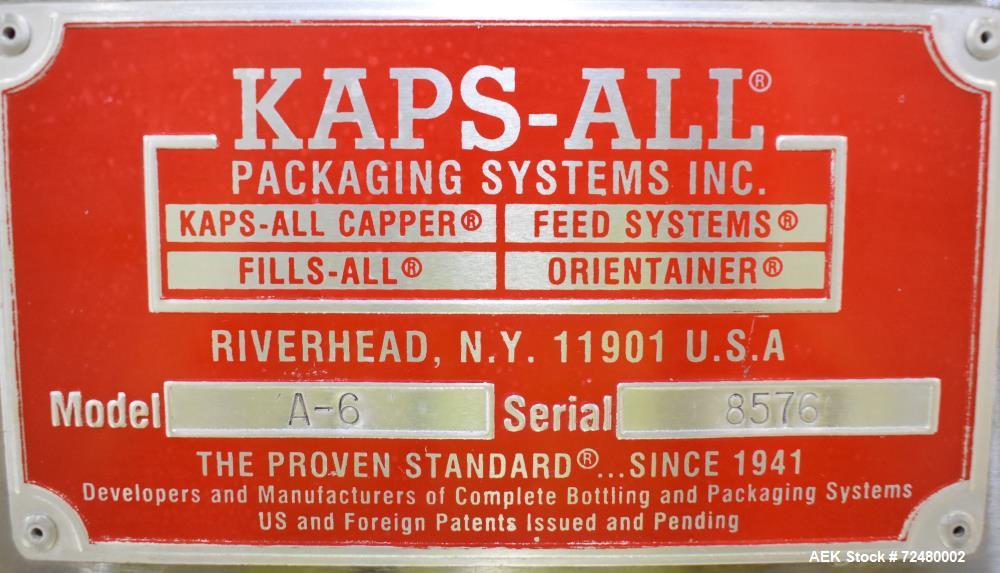 KAPS-ALL®
PACKAGING SYSTEMS INC.
KAPS-ALL CAPPER® FEED SYSTEMS®
FILLS-ALL® ORIENTAINER®
RIVERHEAD, N.Y. 11901 U.S.A
Model A-6 Serial 8576
THE PROVEN STANDARD®...SINCE 1941
Developers and Manufacturers of Complete Bottling and Packaging Systems
US and Foreign Patents Issued and Pending
AEK Stock # 72480002